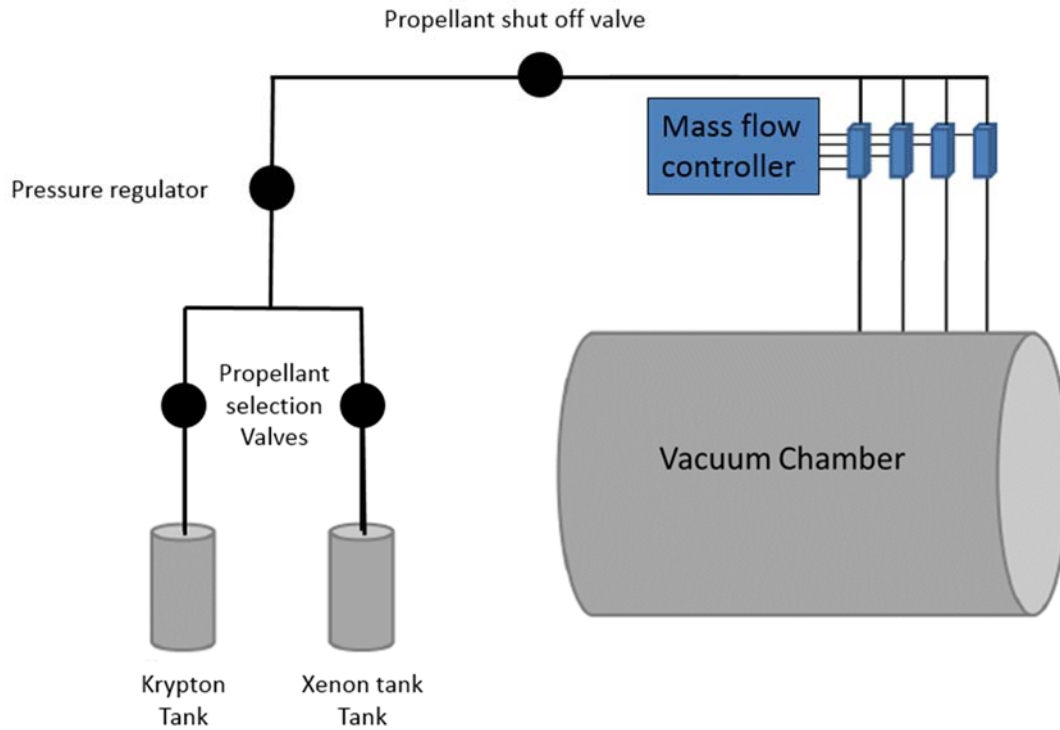 Propellant shut off valve
Mass flow
controller
Pressure regulator
Propellant
selection
Valves
Vacuum Chamber
Krypton
Tank
Xenon tank
Tank